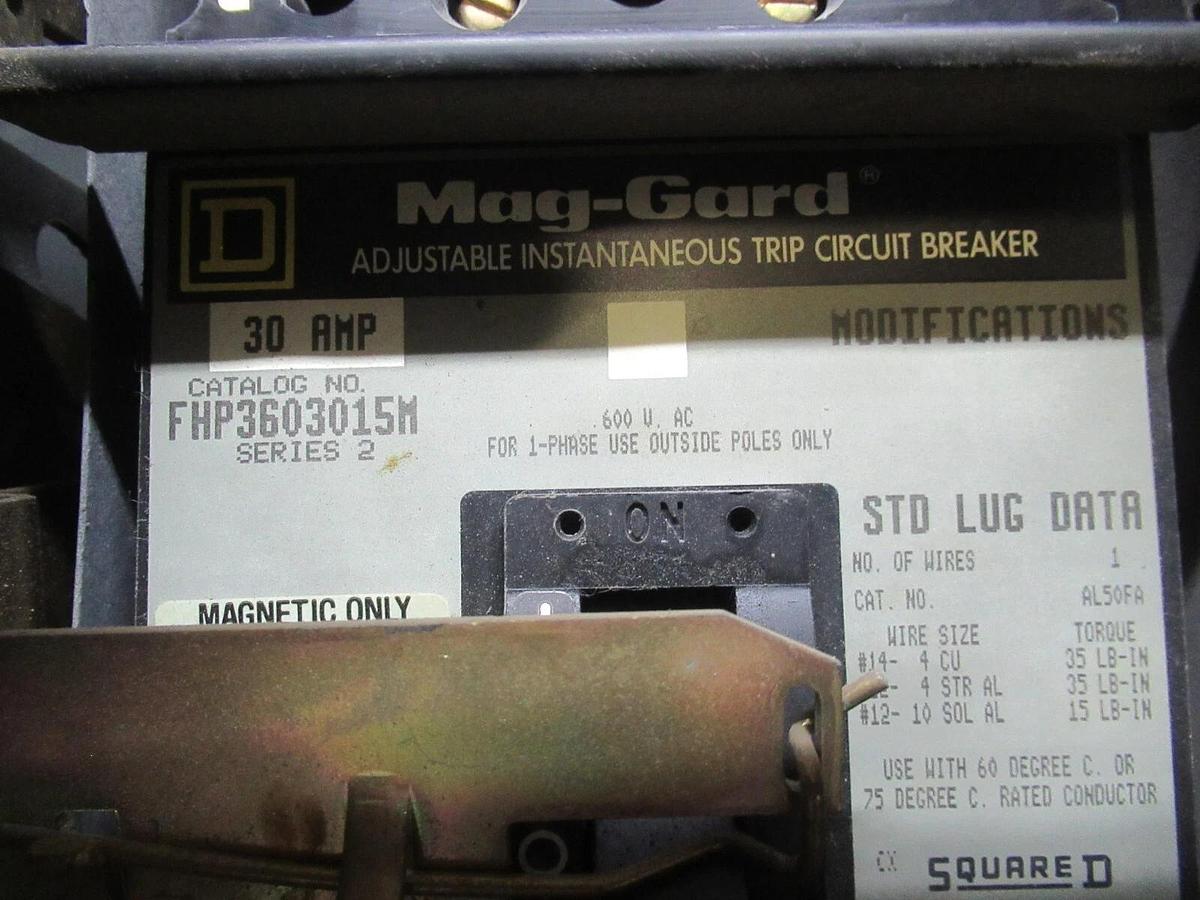 D
Mag-Gard®
ADJUSTABLE INSTANTANEOUS TRIP CIRCUIT BREAKER
30 AMP
MODIFICATIONS
CATALOG NO.
FHP3603015M
SERIES 2
600 V. AC
FOR 1-PHASE USE OUTSIDE POLES ONLY
ON
MAGNETIC ONLY
STD LUG DATA
NO. OF WIRES 1
CAT. NO. AL50FA
WIRE SIZE TORQUE
#14- 4 CU 35 LB-IN
4 STR AL 35 LB-IN
#12- 10 SOL AL 15 LB-IN
USE WITH 60 DEGREE C. OR
75 DEGREE C. RATED CONDUCTOR
SQUARE D